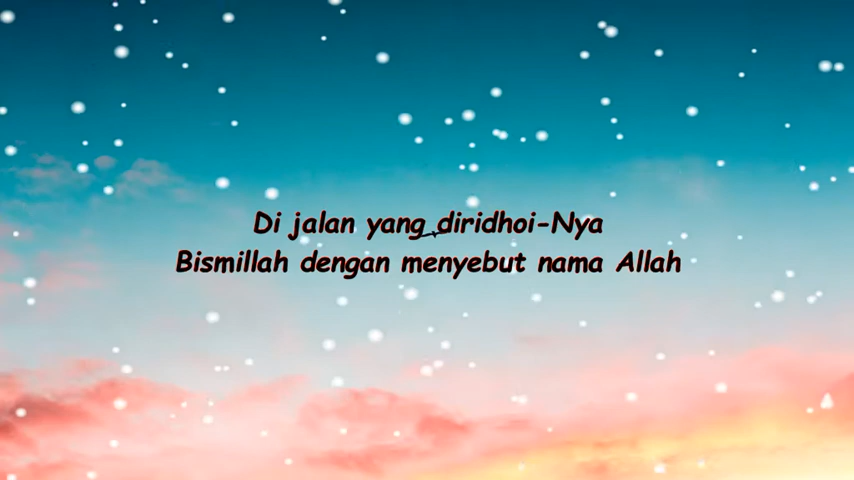 Di jalan yang diridhoi-Nya
Bismillah dengan menyebut nama Allah